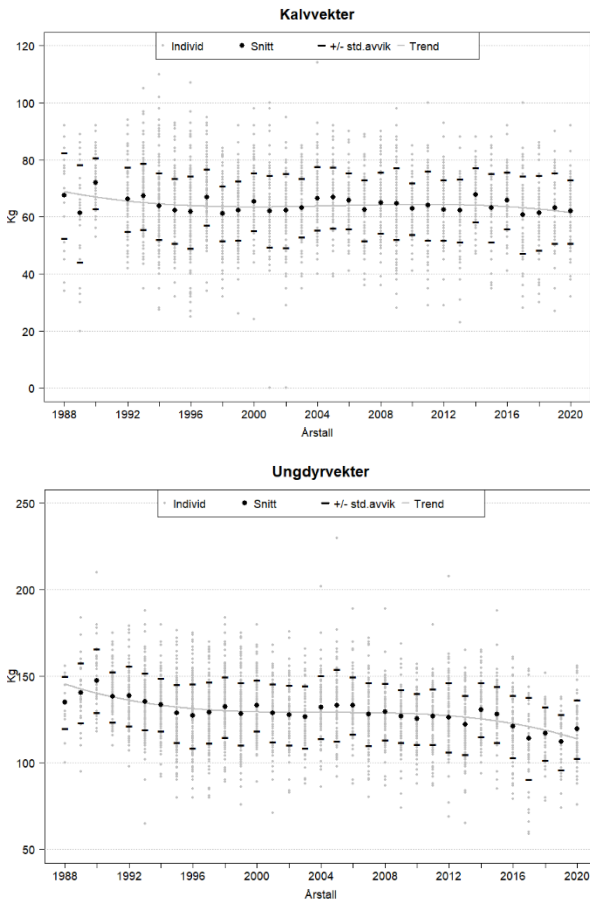 Kalvvekter
Individ Snitt +/- std.avvik Trend
120
100
80
60
40
20
0
Kg
1988 1992 1996 2000 2004 2008 2012 2016 2020
Årstall
Ungdyrvekter
Individ Snitt +/- std.avvik Trend
250
200
150
100
50
Kg
1988 1992 1996 2000 2004 2008 2012 2016 2020
Årstall